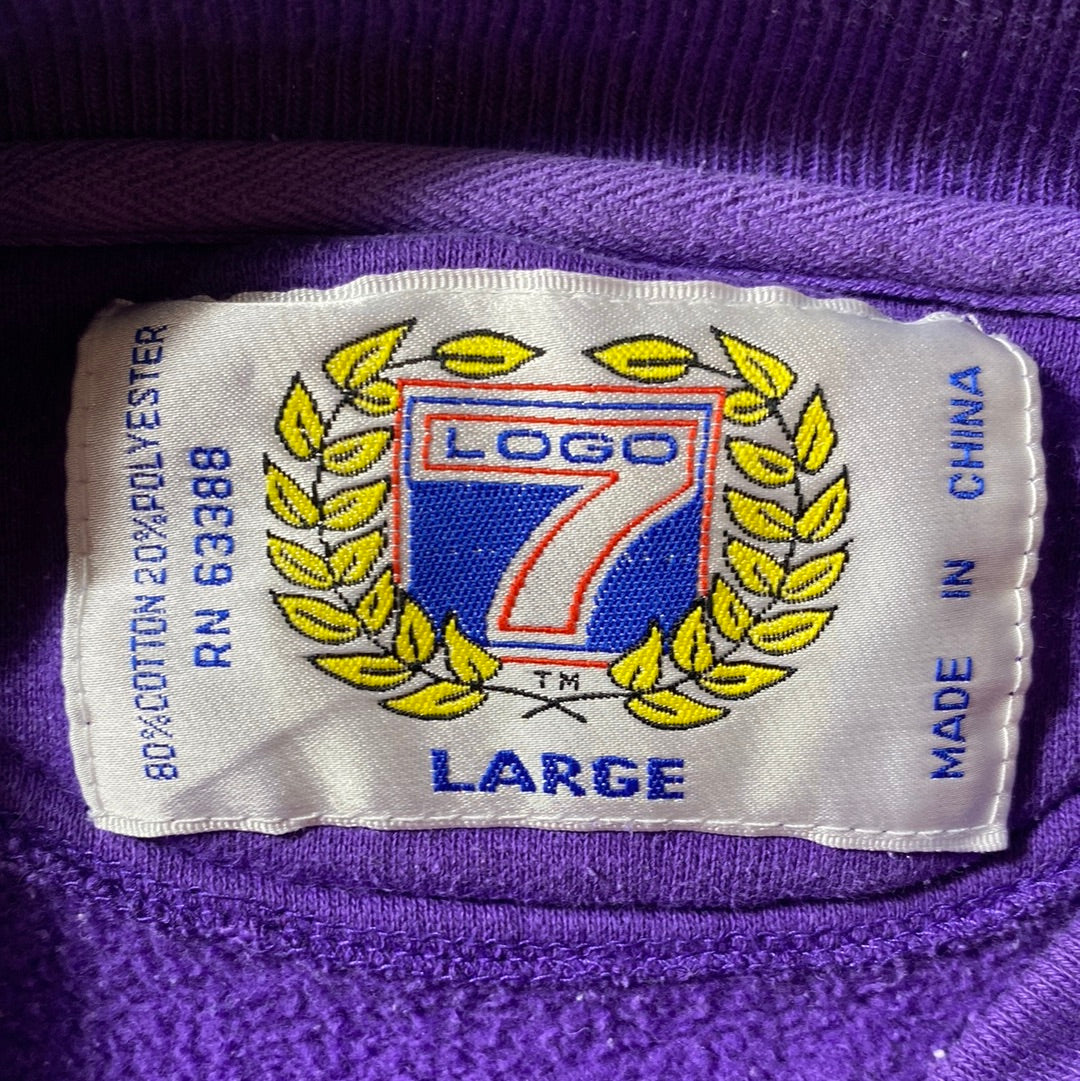 80%COTTON 20%POLYESTER
RN 63388
LOGO
7
TM
LARGE
MADE IN CHINA